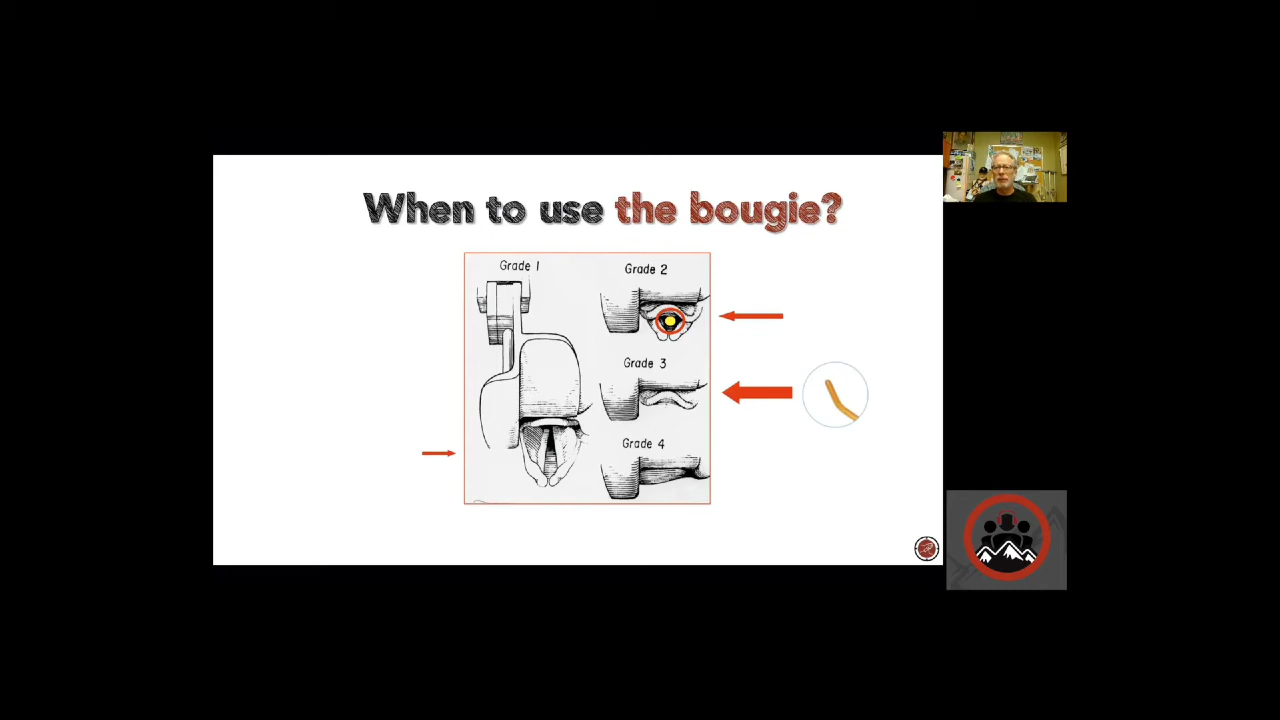 When to use the bougie?
Grade 1
Grade 2
Grade 3
Grade 4